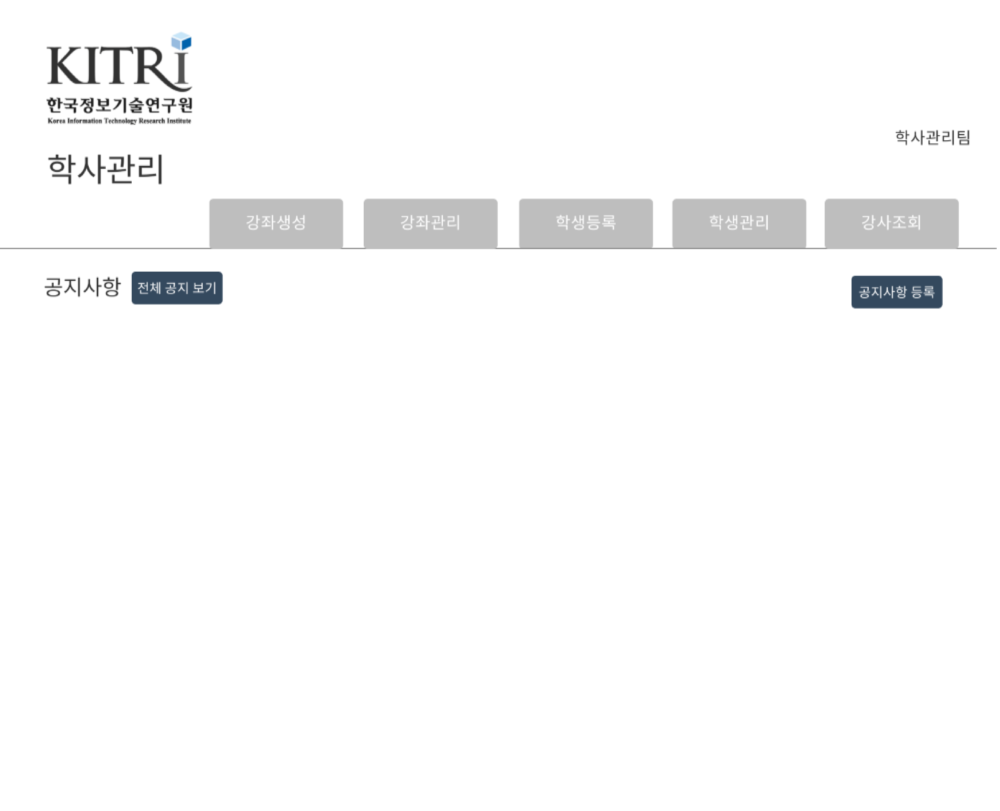 KITRI
한국정보기술연구원
Korea Information Technology Research Institute
학사관리팀
학사관리
강좌생성 강좌관리 학생등록 학생관리 강사조회
공지사항 전체 공지 보기 공지사항 등록